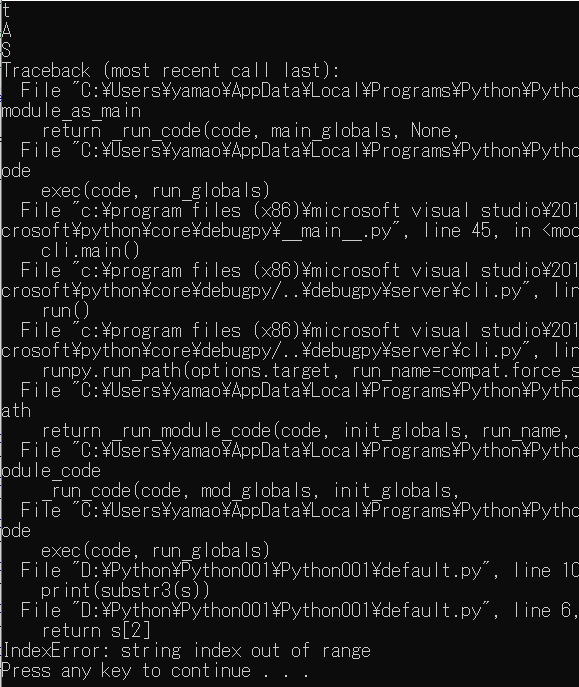 t
A
S
Traceback (most recent call last):
File "C:¥Users¥yamao¥AppData¥Local¥Programs¥Python¥Pytho
module_as_main
return _run_code(code, main_globals, None,
File "C:¥Users¥yamao¥AppData¥Local¥Programs¥Python¥Pytho
ode
exec(code, run_globals)
File "c:¥program files (x86)¥microsoft visual studio¥201
crosoft¥python¥core¥debugpy¥__main__.py", line 45, in <mod
cli.main()
File "c:¥program files (x86)¥microsoft visual studio¥201
crosoft¥python¥core¥debugpy/..¥debugpy¥server¥cli.py", lin
run()
File "c:¥program files (x86)¥microsoft visual studio¥201
crosoft¥python¥core¥debugpy/..¥debugpy¥server¥cli.py", lin
runpy.run_path(options.target, run_name=compat.force_s
File "C:¥Users¥yamao¥AppData¥Local¥Programs¥Python¥Pytho
ath
return _run_module_code(code, init_globals, run_name,
File "C:¥Users¥yamao¥AppData¥Local¥Programs¥Python¥Pytho
odule_code
_run_code(code, mod_globals, init_globals,
File "C:¥Users¥yamao¥AppData¥Local¥Programs¥Python¥Pytho
ode
exec(code, run_globals)
File "D:¥Python¥Python001¥Python001¥default.py", line 10
print(substr3(s))
File "D:¥Python¥Python001¥Python001¥default.py", line 6,
return s[2]
IndexError: string index out of range
Press any key to continue . . .